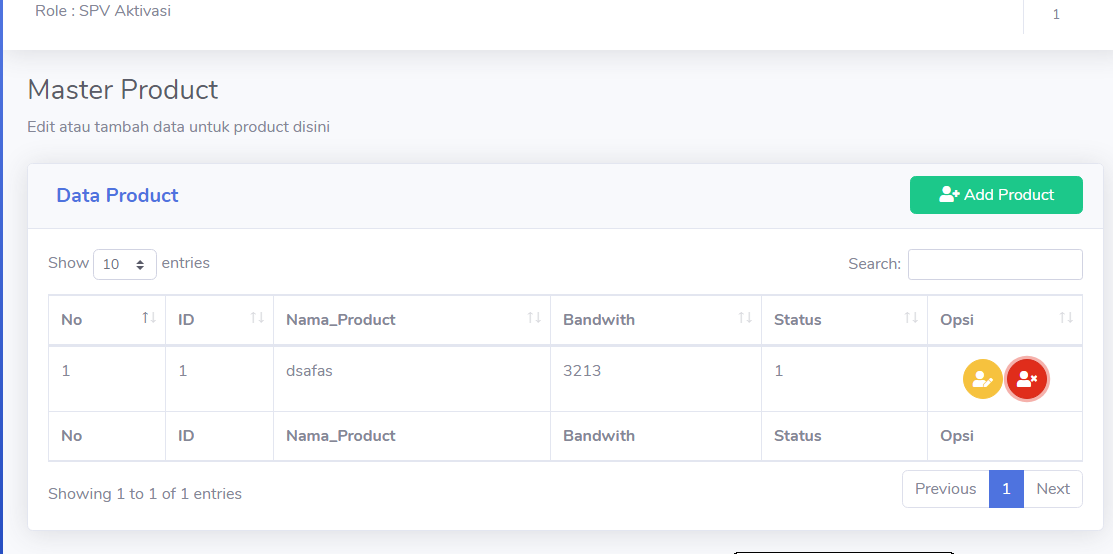 Role : SPV Aktivasi
1
Master Product
Edit atau tambah data untuk product disini
Data Product
Add Product
Show 10 entries
Search:
No ID Nama_Product Bandwith Status Opsi
1 1 dsafas 3213 1
No ID Nama_Product Bandwith Status Opsi
Showing 1 to 1 of 1 entries
Previous 1 Next